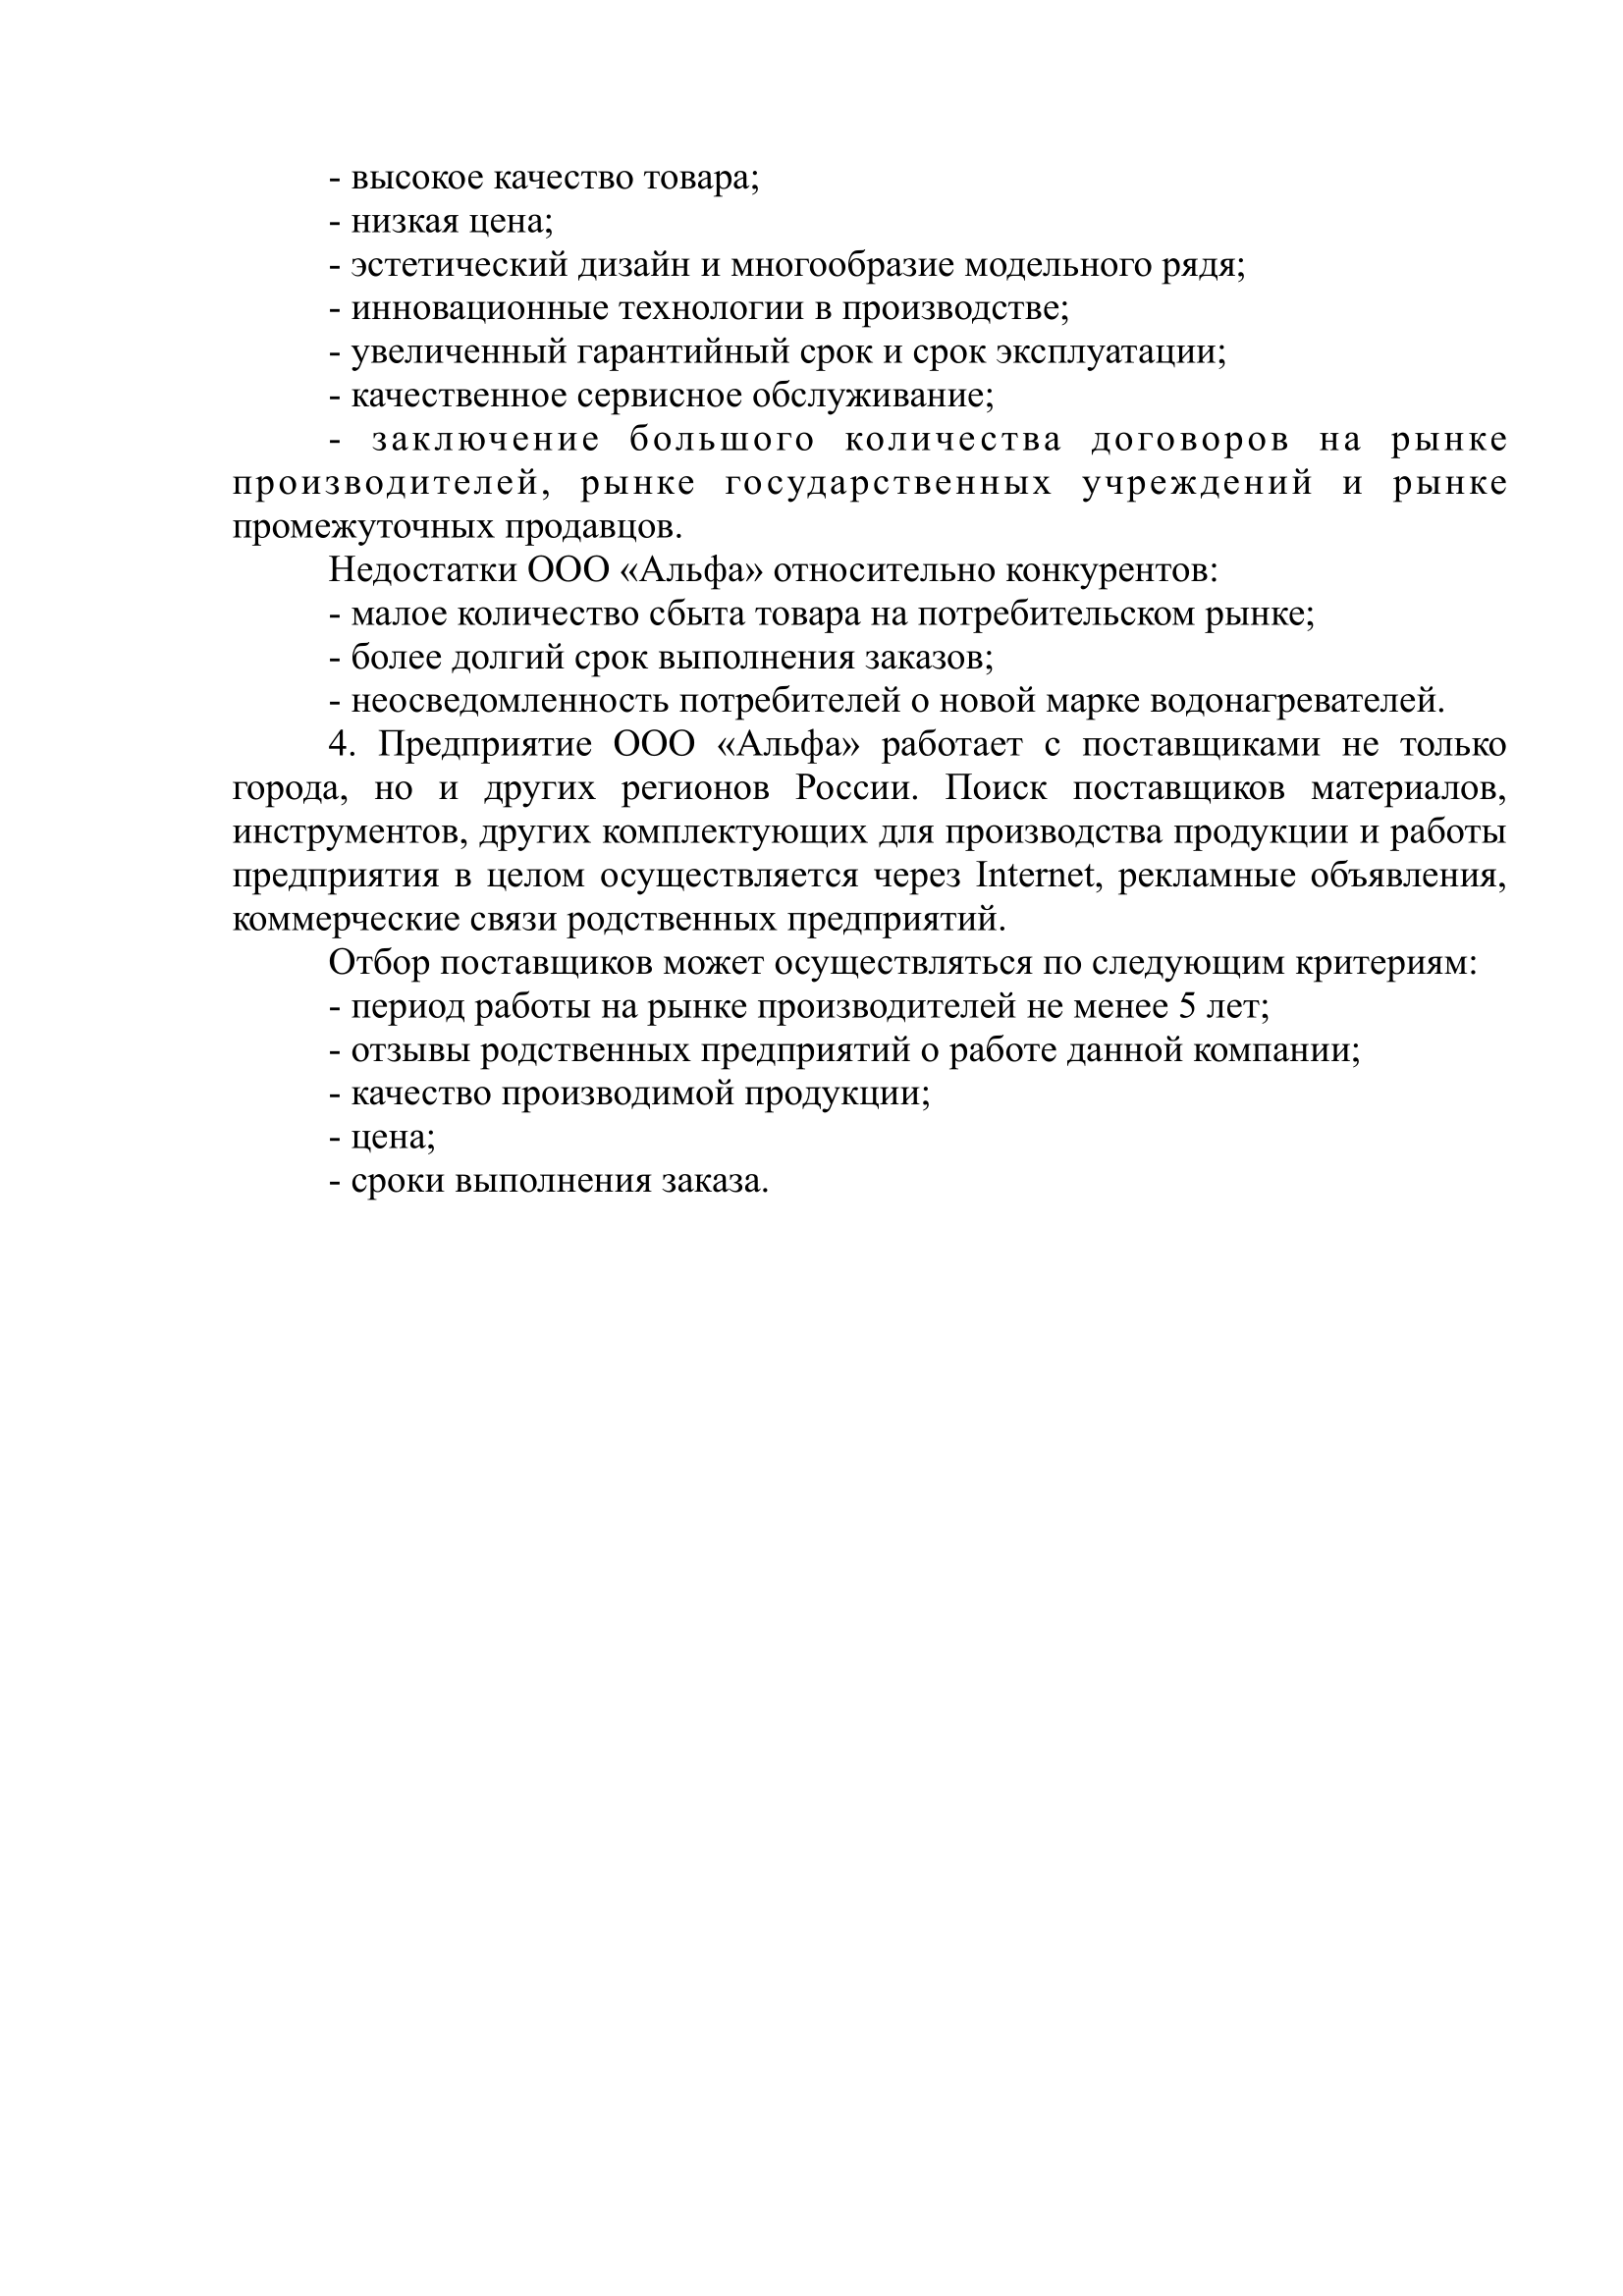 - высокое качество товара;
- низкая цена;
- эстетический дизайн и многообразие модельного рядя;
- инновационные технологии в производстве;
- увеличенный гарантийный срок и срок эксплуатации;
- качественное сервисное обслуживание;
- заключение большого количества договоров на рынке
производителей, рынке государственных учреждений и рынке
промежуточных продавцов.
Недостатки ООО «Альфа» относительно конкурентов:
- малое количество сбыта товара на потребительском рынке;
- более долгий срок выполнения заказов;
- неосведомленность потребителей о новой марке водонагревателей.
4. Предприятие ООО «Альфа» работает с поставщиками не только
города, но и других регионов России. Поиск поставщиков материалов,
инструментов, других комплектующих для производства продукции и работы
предприятия в целом осуществляется через Internet, рекламные объявления,
коммерческие связи родственных предприятий.
Отбор поставщиков может осуществляться по следующим критериям:
- период работы на рынке производителей не менее 5 лет;
- отзывы родственных предприятий о работе данной компании;
- качество производимой продукции;
- цена;
- сроки выполнения заказа.